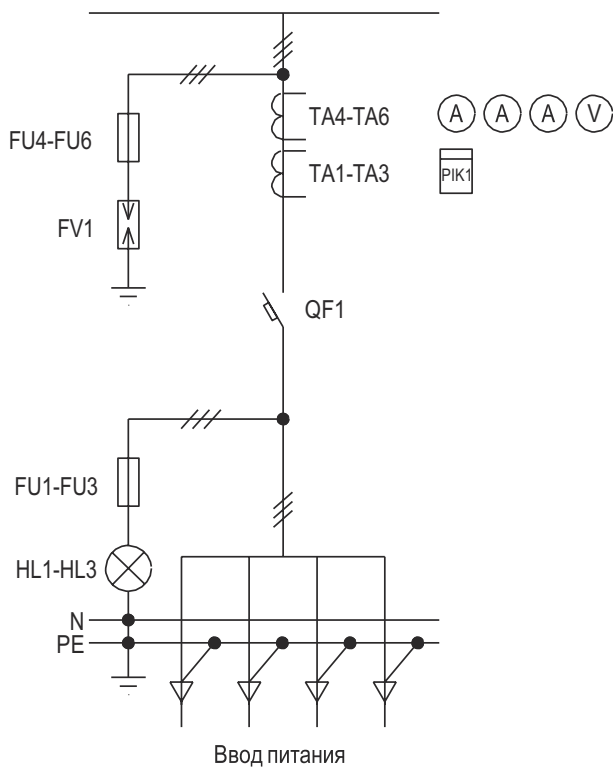 TA4-TA6
A A A V
FU4-FU6
TA1-TA3
PIK1
FV1
QF1
FU1-FU3
HL1-HL3
N
PE
Ввод питания